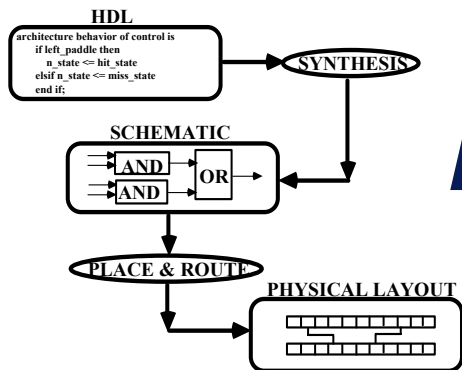 HDL
architecture behavior of control is
if left_paddle then
n_state <= hit_state
elsif n_state <= miss_state
end if;
SYNTHESIS
SCHEMATIC
AND
OR
AND
PLACE & ROUTE
PHYSICAL LAYOUT